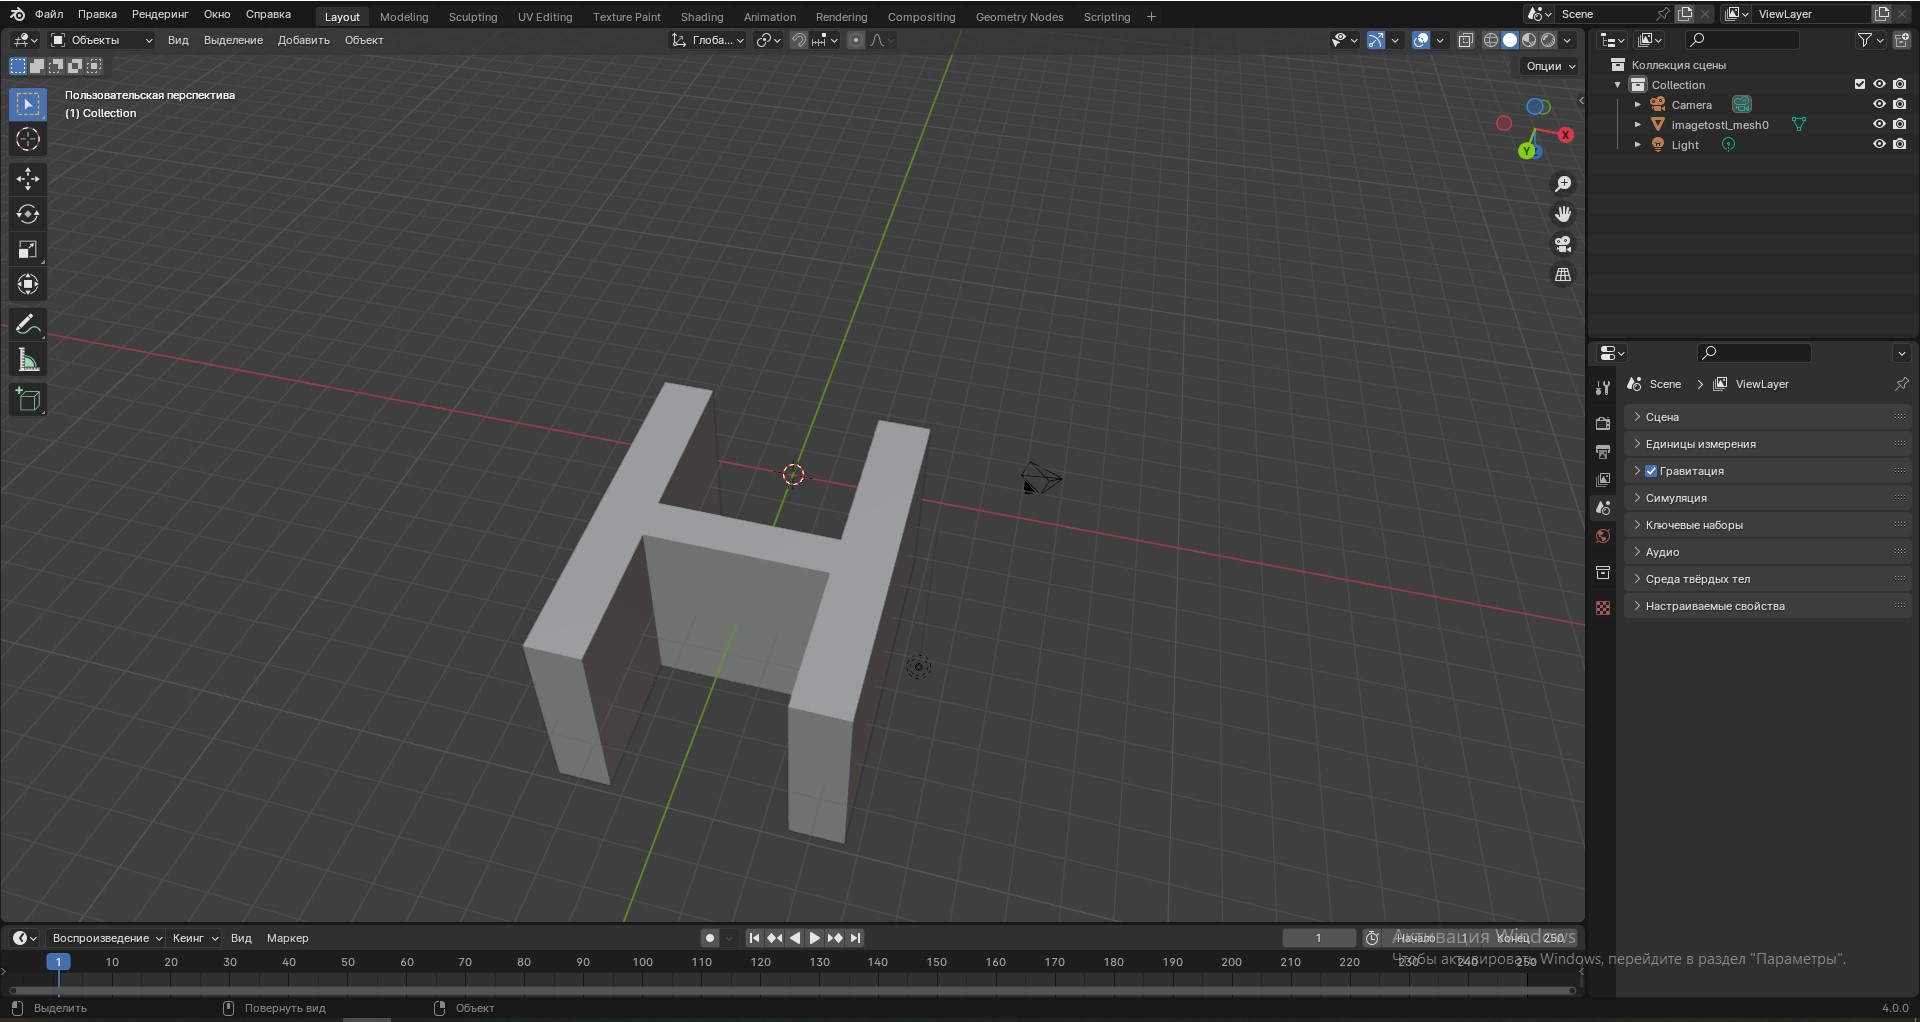 Файл Правка Рендеринг Окно Справка Layout Modeling Sculpting UV Editing Texture Paint Shading Animation Rendering Compositing Geometry Nodes Scripting + Scene ViewLayer
Объекты Вид Выделение Добавить Объект Глоба...
Опции
Пользовательская перспектива
(1) Collection
X
Y
Коллекция сцены
Collection
Camera
imagetostl_mesh0
Light
Scene > ViewLayer
Сцена
Единицы измерения
Гравитация
Симуляция
Ключевые наборы
Аудио
Среда твёрдых тел
Настраиваемые свойства
Воспроизведение Кеинг Вид Маркер 1 Начало 1 Конец 250
Активация Windows
Чтобы активировать Windows, перейдите в раздел "Параметры".
1 10 20 30 40 50 60 70 80 90 100 110 120 130 140 150 160 170 180 190 200 210 220 230 240 250
Выделить Повернуть вид Объект 4.0.0